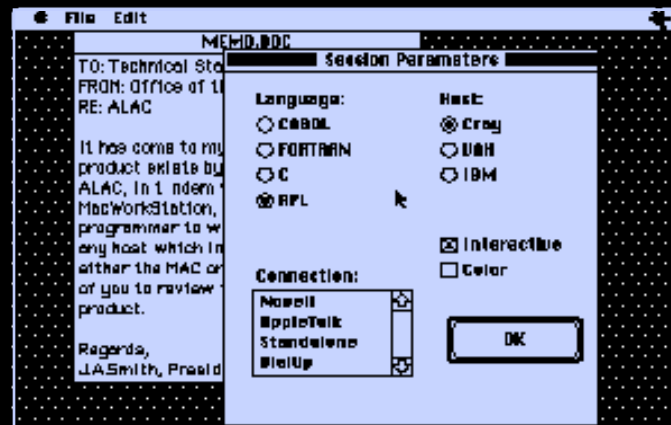 File Edit
MEMO.DOC
TO: Technical Sta
FROM: Office of t
RE: ALAC
It has come to my
product exists by
ALAC, in t ndem
MacWorkStation,
programmer to w
any host which in
either the MAC or
of you to review
product.
Regards,
J.A.Smith, Presid
Session Parameters
Language:
COBOL
FORTRAN
C
APL
Host:
Cray
VAX
IBM
Interactive
Color
Connection:
Novell
AppleTalk
Standalone
DialUp
OK